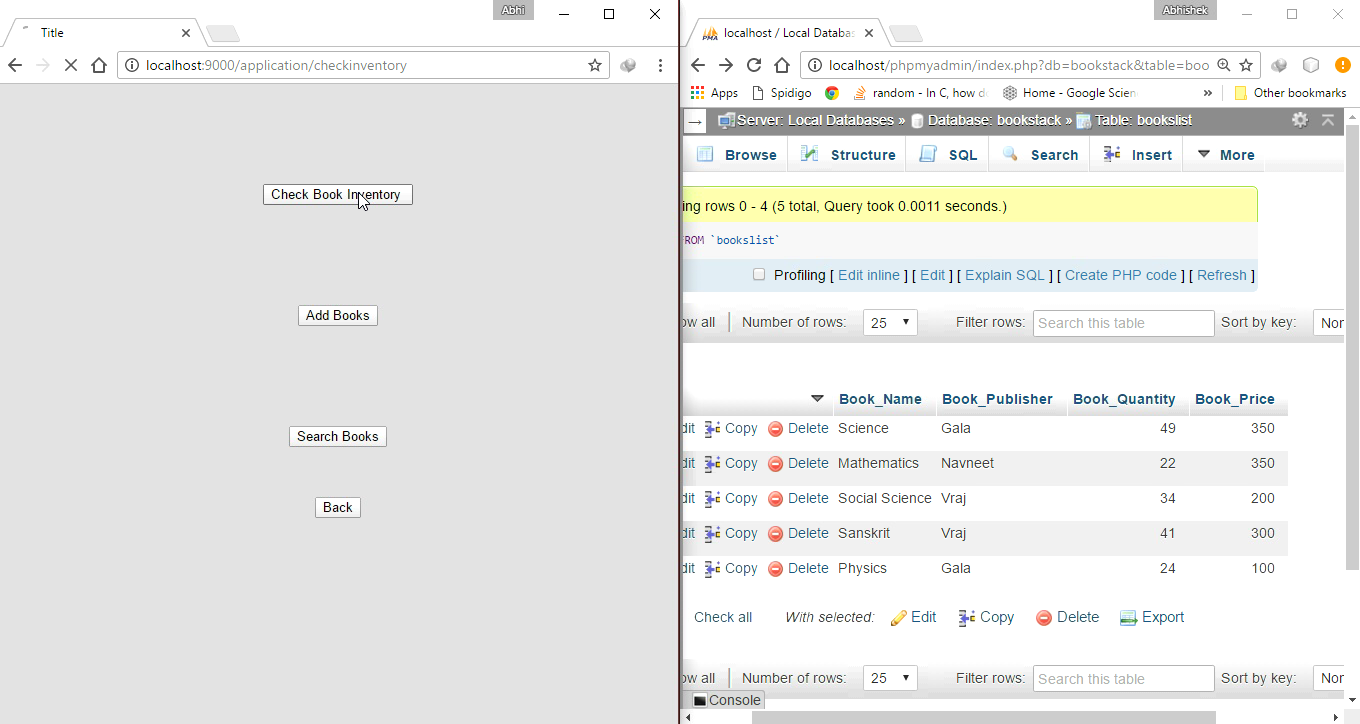 Abhi
Title
localhost:9000/application/checkinventory
Check Book Inventory
Add Books
Search Books
Back
Abhishek
localhost / Local Databas
localhost/phpmyadmin/index.php?db=bookstack&table=boo
Apps Spidigo random - In C, how do Home - Google Scien » Other bookmarks
Server: Local Databases » Database: bookstack » Table: bookslist
Browse Structure SQL Search Insert More
ing rows 0 - 4 (5 total, Query took 0.0011 seconds.)
FROM `bookslist`
Profiling [ Edit inline ] [ Edit ] [ Explain SQL ] [ Create PHP code ] [ Refresh ]
ow all Number of rows: 25 Filter rows: Search this table Sort by key: Non
Book_Name Book_Publisher Book_Quantity Book_Price
dit Copy Delete Science Gala 49 350
dit Copy Delete Mathematics Navneet 22 350
dit Copy Delete Social Science Vraj 34 200
dit Copy Delete Sanskrit Vraj 41 300
dit Copy Delete Physics Gala 24 100
Check all With selected: Edit Copy Delete Export
ow all Number of rows: 25 Filter rows: Search this table Sort by key: Non
Console